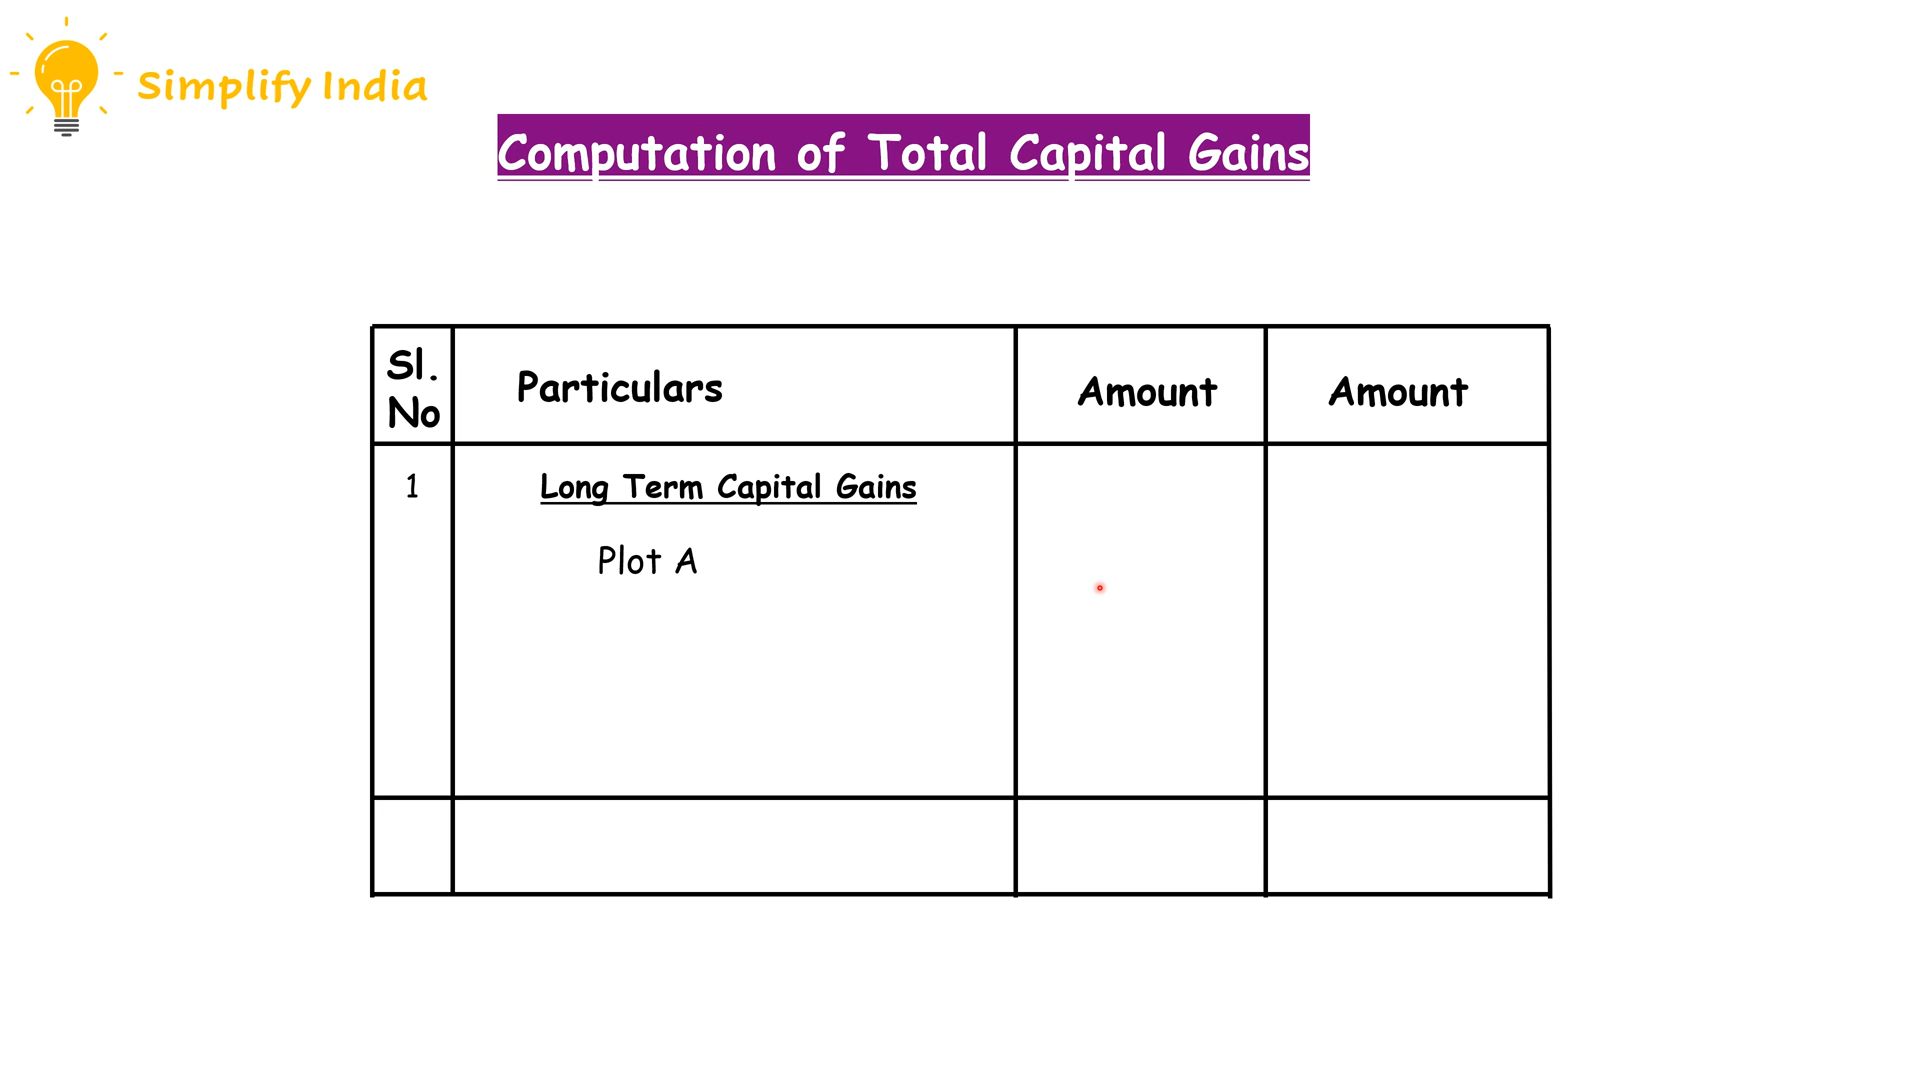 Simplify India
Computation of Total Capital Gains
Sl.
No
Particulars
Amount
Amount
1
Long Term Capital Gains
Plot A